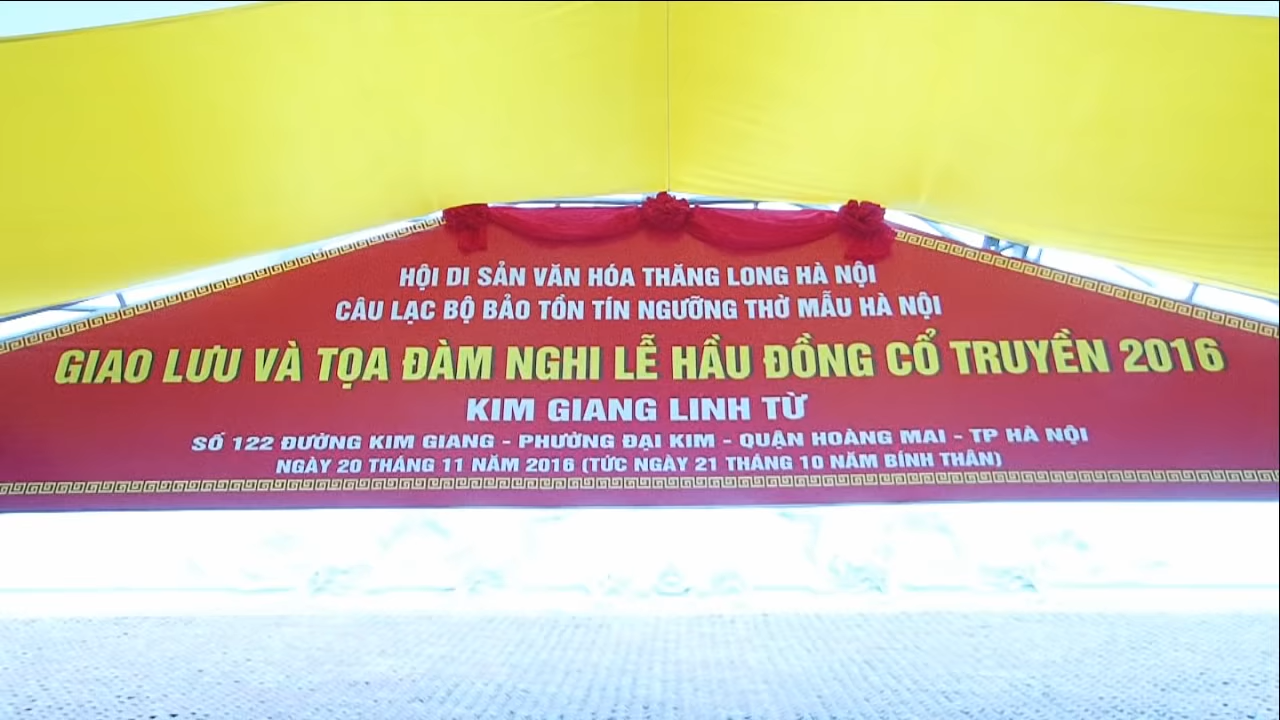 HỘI DI SẢN VĂN HÓA THĂNG LONG HÀ NỘI
CÂU LẠC BỘ BẢO TỒN TÍN NGƯỠNG THỜ MẪU HÀ NỘI
GIAO LƯU VÀ TỌA ĐÀM NGHI LỄ HẦU ĐỒNG CỔ TRUYỀN 2016
KIM GIANG LINH TỪ
SỐ 122 ĐƯỜNG KIM GIANG - PHƯỜNG ĐẠI KIM - QUẬN HOÀNG MAI - TP HÀ NỘI
NGÀY 20 THÁNG 11 NĂM 2016 (TỨC NGÀY 21 THÁNG 10 NĂM BÍNH THÂN)